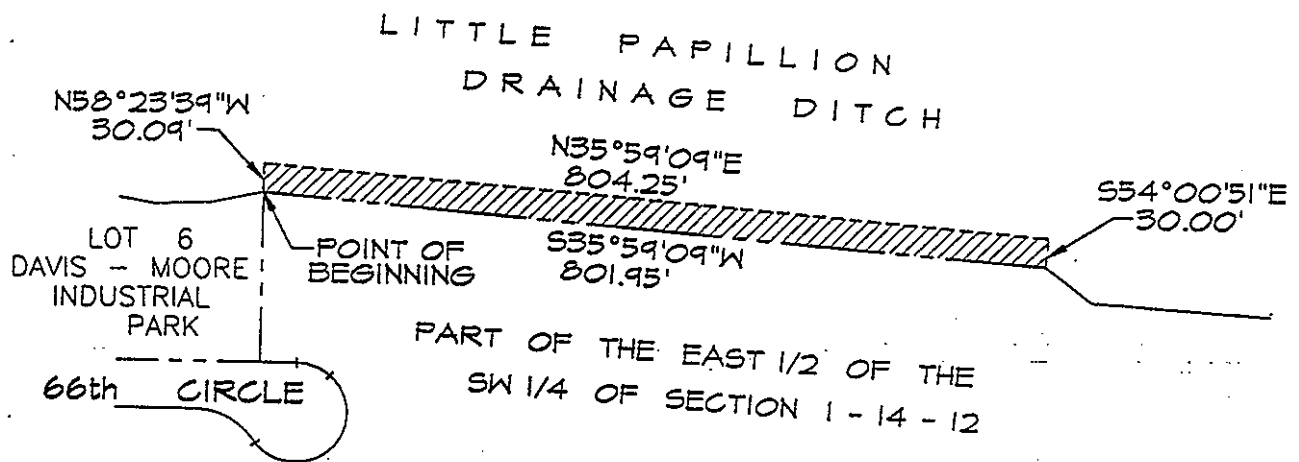 LITTLE PAPILLION
DRAINAGE DITCH
N58°23'39"W
30.09'
N35°59'09"E
804.25'
S54°00'51"E
30.00'
LOT 6
DAVIS - MOORE
INDUSTRIAL
PARK
POINT OF
BEGINNING
S35°59'09"W
801.95'
PART OF THE EAST 1/2 OF THE
SW 1/4 OF SECTION 1 - 14 - 12
66th CIRCLE